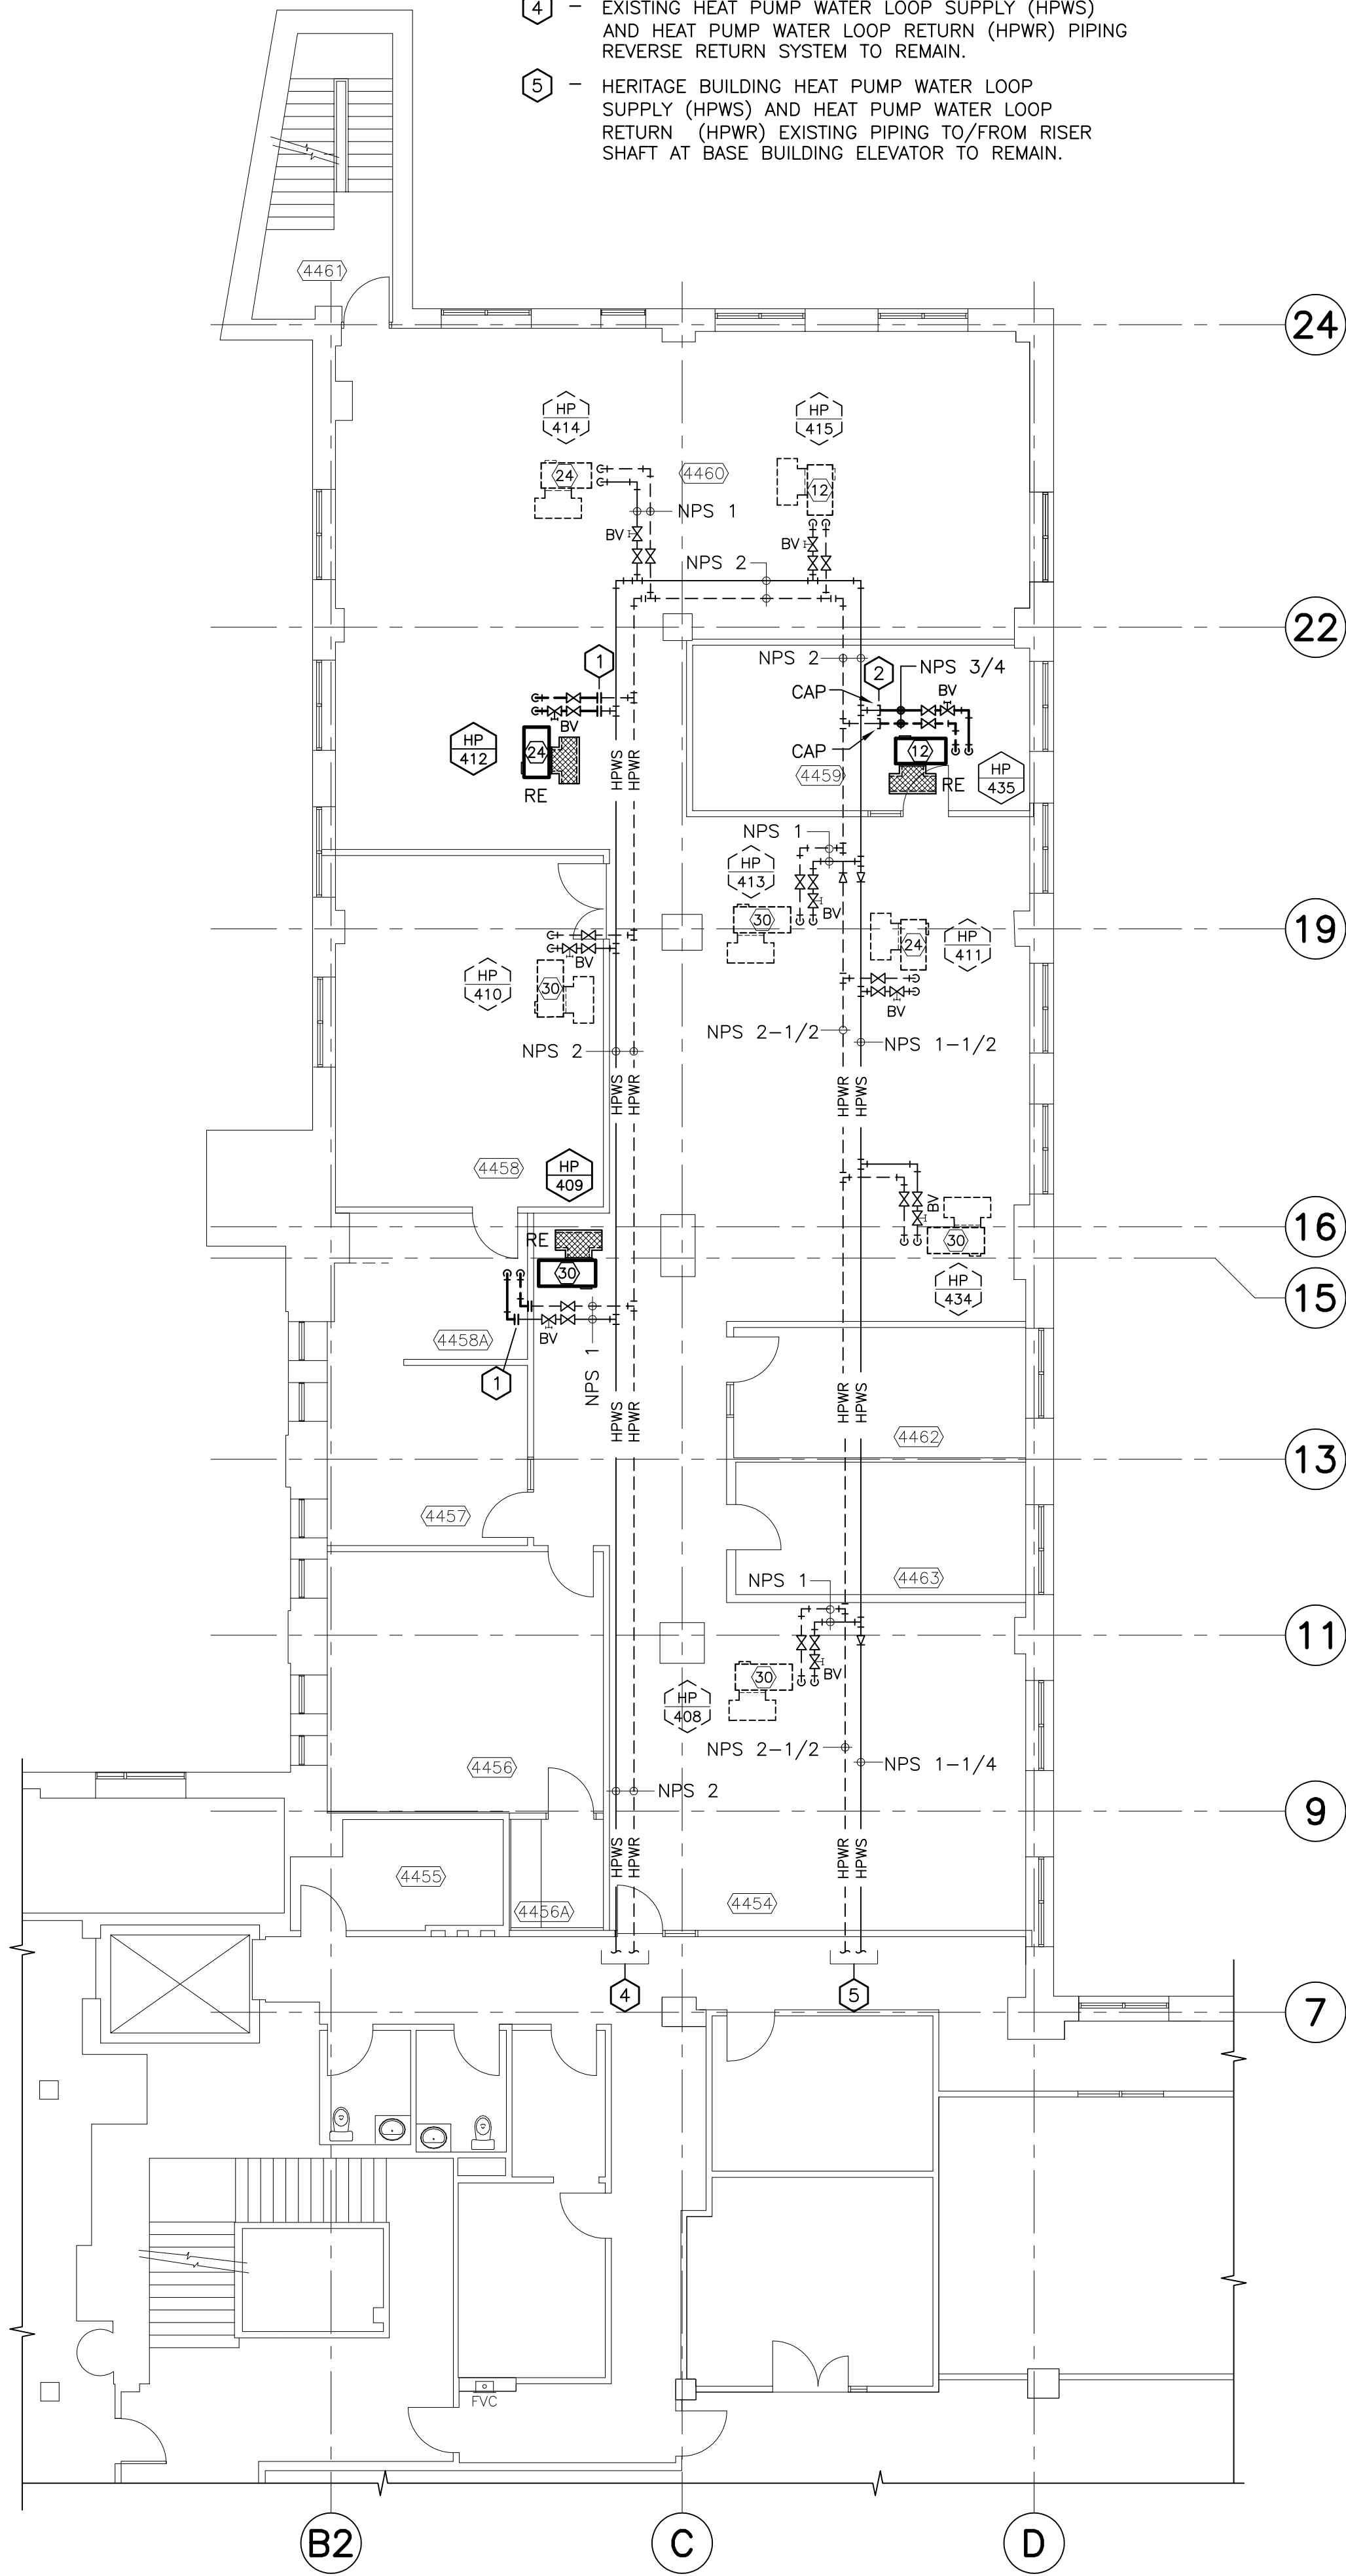 4 - EXISTING HEAT PUMP WATER LOOP SUPPLY (HPWS)
AND HEAT PUMP WATER LOOP RETURN (HPWR) PIPING
REVERSE RETURN SYSTEM TO REMAIN.
5 - HERITAGE BUILDING HEAT PUMP WATER LOOP
SUPPLY (HPWS) AND HEAT PUMP WATER LOOP
RETURN (HPWR) EXISTING PIPING TO/FROM RISER
SHAFT AT BASE BUILDING ELEVATOR TO REMAIN.
4461
24
HP
414
HP
415
24
4460
12
NPS 1
BV
BV
NPS 2
22
1
NPS 2
2
NPS 3/4
CAP
BV
BV
HP
412
24
HPWS
HPWR
CAP
12
4459
HP
435
RE
RE
NPS 1
HP
413
30
BV
19
24
HP
411
BV
HP
410
30
BV
NPS 2-1/2
NPS 1-1/2
NPS 2
HPWS
HPWR
HPWR
HPWS
4458
HP
409
BV
16
RE
30
30
15
HP
434
4458A
BV
NPS 1
1
HPWS
HPWR
HPWR
HPWS
4462
13
4457
4463
NPS 1
11
30
BV
HP
408
NPS 2-1/2
NPS 1-1/4
4456
NPS 2
9
HPWS
HPWR
HPWR
HPWS
4455
4456A
4454
4
5
7
FVC
B2
C
D